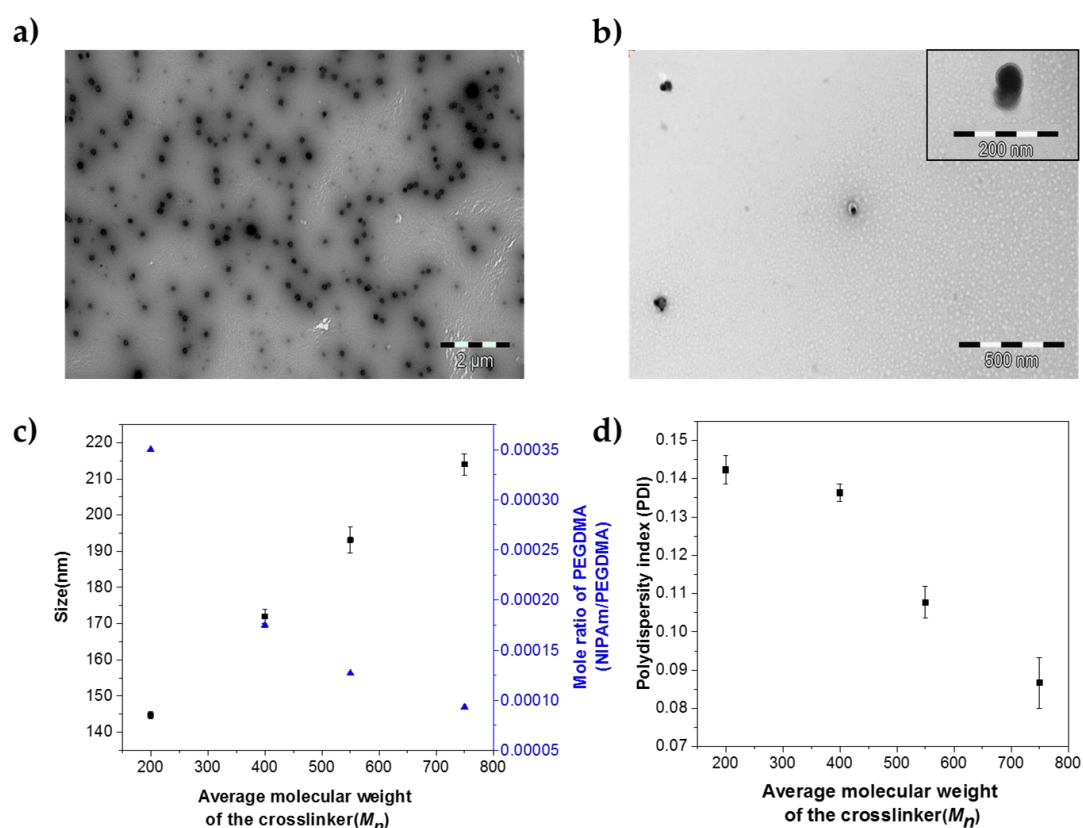 a)
2 µm
b)
200 nm
500 nm
c)
220
210
200
190
180
170
160
150
140
Size(nm)
0.00035
0.00030
0.00025
0.00020
0.00015
0.00010
0.00005
Mole ratio of PEGDMA
(NIPAm/PEGDMA)
200 300 400 500 600 700 800
Average molecular weight
of the crosslinker(Mn)
d)
0.15
0.14
0.13
0.12
0.11
0.10
0.09
0.08
0.07
Polydispersity index (PDI)
200 300 400 500 600 700 800
Average molecular weight
of the crosslinker(Mn)